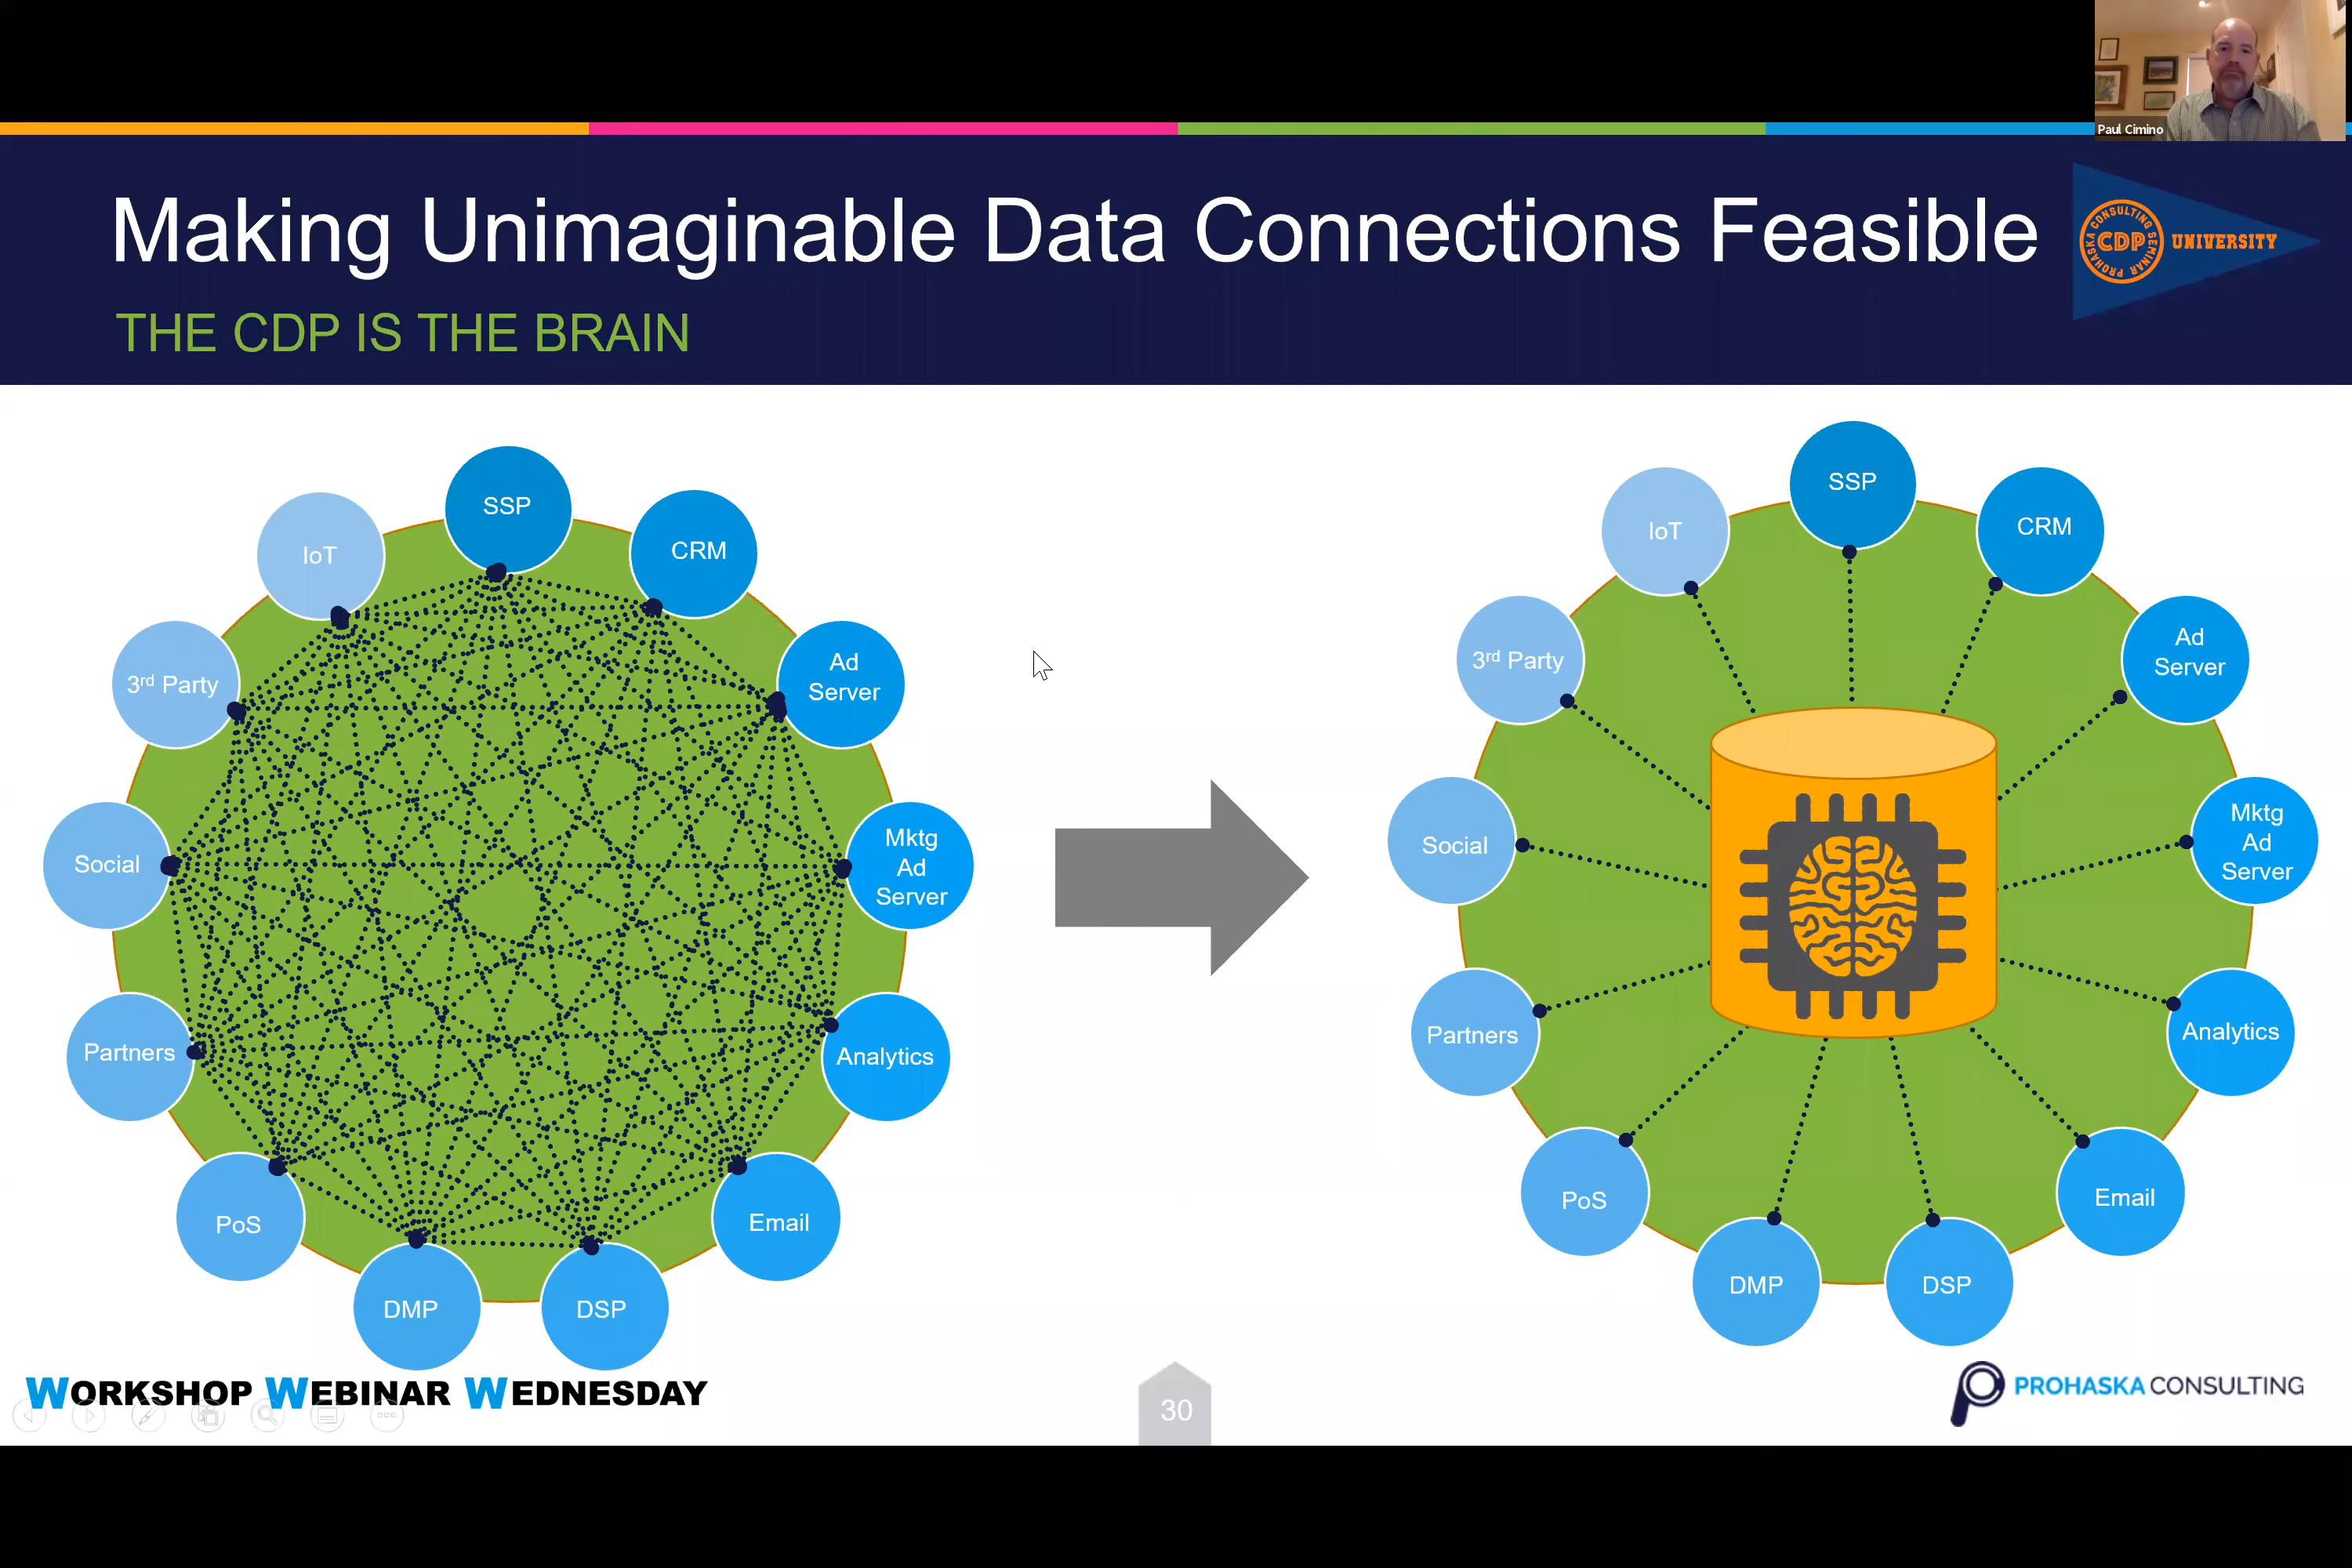 Paul Cimino
Making Unimaginable Data Connections Feasible
THE CDP IS THE BRAIN
PROHASKA CONSULTING SEMINAR
CDP
UNIVERSITY
SSP
IoT
CRM
3rd Party
Ad
Server
Social
Mktg
Ad
Server
Partners
Analytics
PoS
Email
DMP
DSP
SSP
IoT
CRM
3rd Party
Ad
Server
Social
Mktg
Ad
Server
Partners
Analytics
PoS
Email
DMP
DSP
WORKSHOP WEBINAR WEDNESDAY
30
PROHASKA CONSULTING